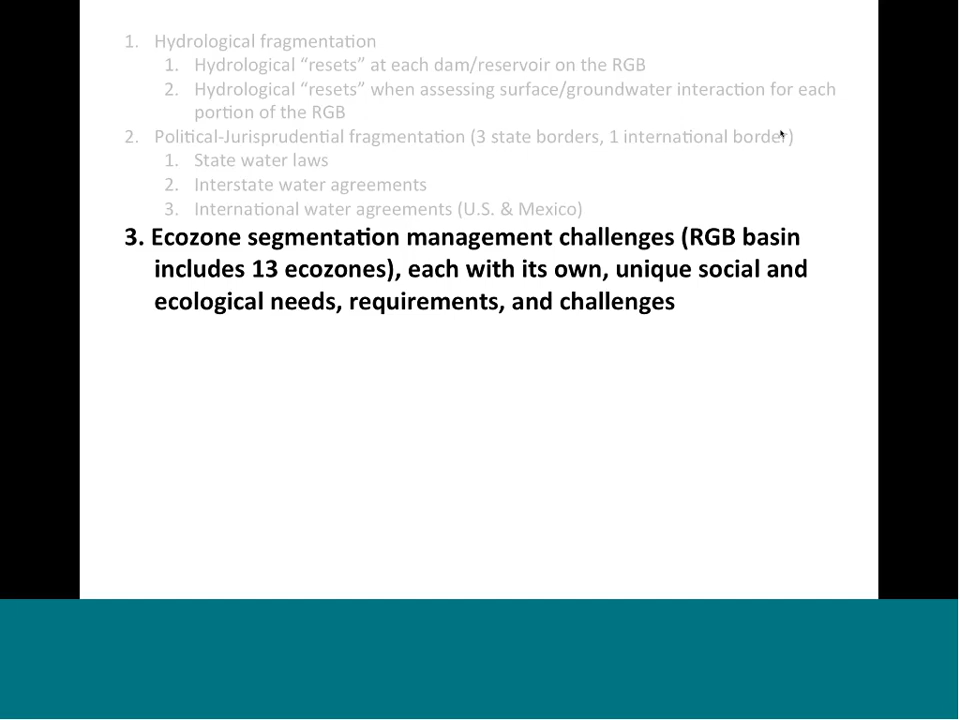 1. Hydrological fragmentation
1. Hydrological “resets” at each dam/reservoir on the RGB
2. Hydrological “resets” when assessing surface/groundwater interaction for each
portion of the RGB
2. Political-Jurisprudential fragmentation (3 state borders, 1 international border)
1. State water laws
2. Interstate water agreements
3. International water agreements (U.S. & Mexico)
3. Ecozone segmentation management challenges (RGB basin
includes 13 ecozones), each with its own, unique social and
ecological needs, requirements, and challenges